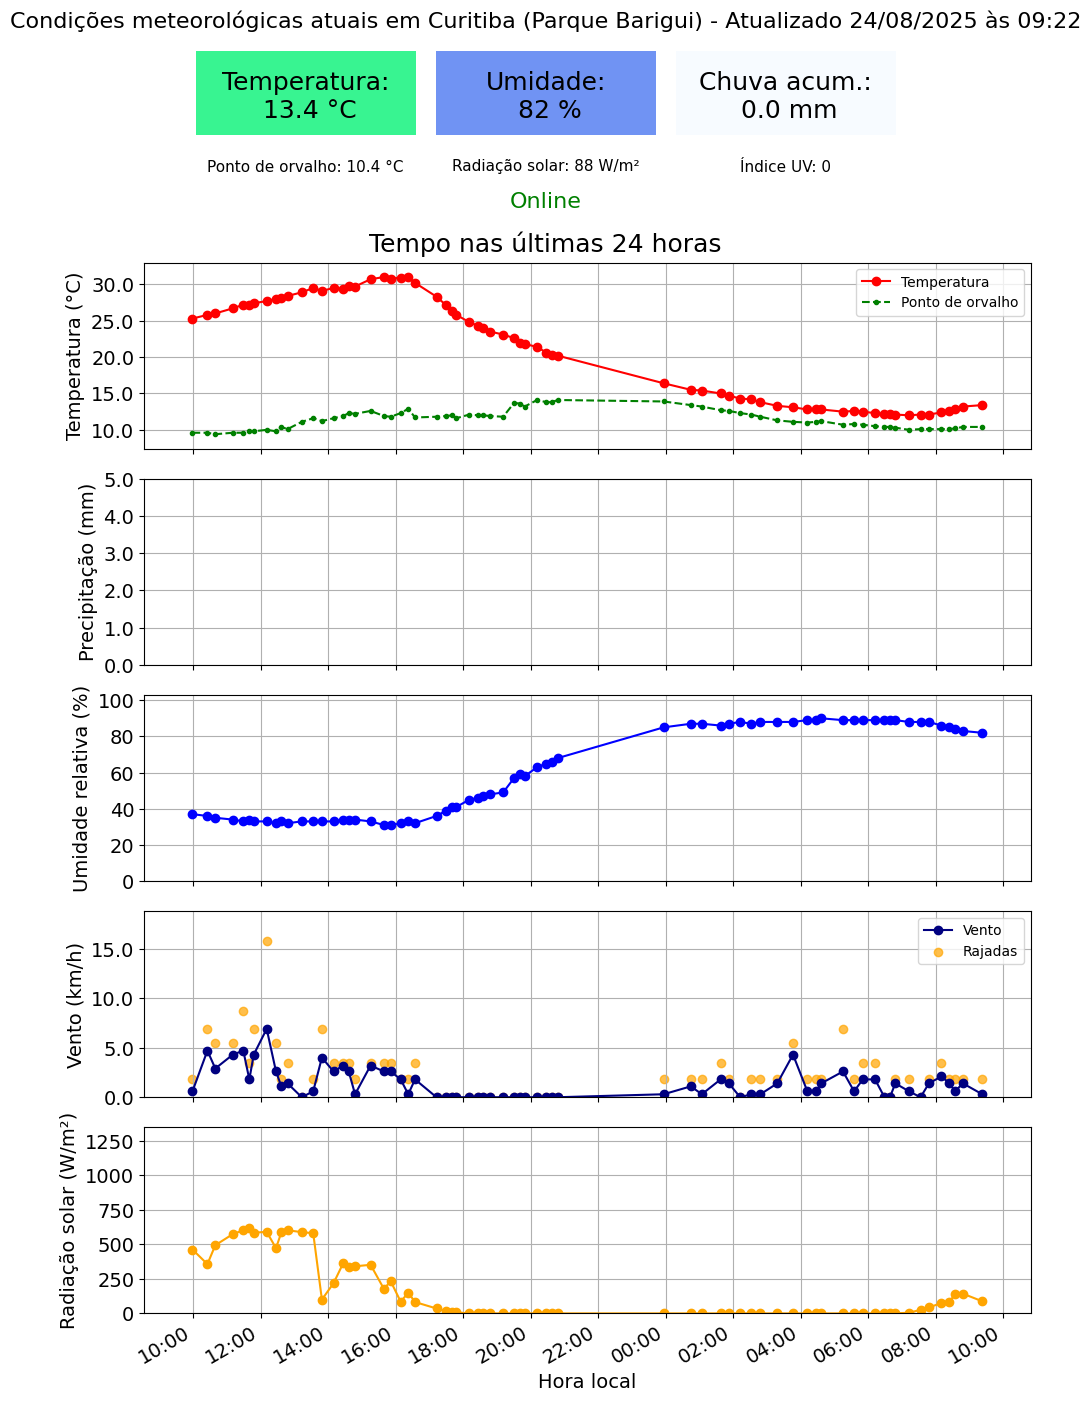 Condições meteorológicas atuais em Curitiba (Parque Barigui) - Atualizado 24/08/2025 às 09:22
Temperatura:
13.4 °C
Umidade:
82 %
Chuva acum.:
0.0 mm
Ponto de orvalho: 10.4 °C
Radiação solar: 88 W/m²
Índice UV: 0
Online
Tempo nas últimas 24 horas
Temperatura (°C)
30.0
25.0
20.0
15.0
10.0
Temperatura
Ponto de orvalho
Precipitação (mm)
5.0
4.0
3.0
2.0
1.0
0.0
Umidade relativa (%)
100
80
60
40
20
0
Vento (km/h)
15.0
10.0
5.0
0.0
Vento
Rajadas
Radiação solar (W/m²)
1250
1000
750
500
250
0
10:00
12:00
14:00
16:00
18:00
20:00
22:00
00:00
02:00
04:00
06:00
08:00
10:00
Hora local